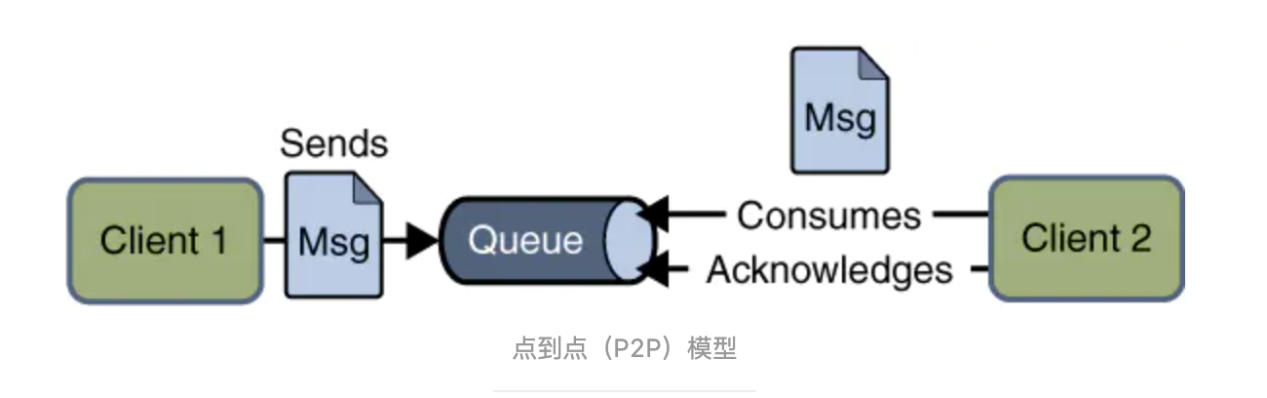 Sends
Client 1
Msg
Queue
Msg
Consumes
Acknowledges
Client 2
点到点（P2P）模型